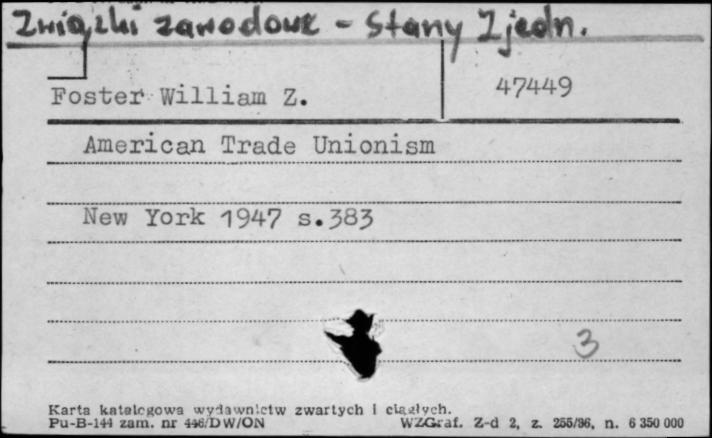 Związki zawodowe - Stany Zjedn.
Foster William Z.
47449
American Trade Unionism
New York 1947 s.383
3
Karta katalogowa wydawnictw zwartych i ciągłych.
Pu-B-144 zam. nr 446/DW/ON
WZGraf. Z-d 2, z. 255/86, n. 6 350 000